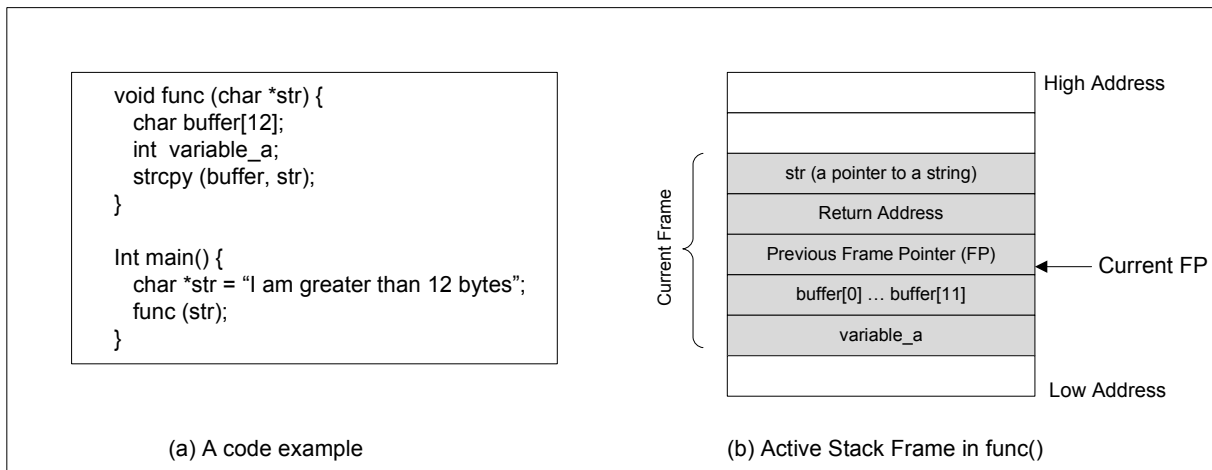 void func (char *str) {
char buffer[12];
int variable_a;
strcpy (buffer, str);
}
Int main() {
char *str = “I am greater than 12 bytes”;
func (str);
}
(a) A code example
High Address
str (a pointer to a string)
Return Address
Previous Frame Pointer (FP)
buffer[0] … buffer[11]
variable_a
Current Frame
Current FP
Low Address
(b) Active Stack Frame in func()